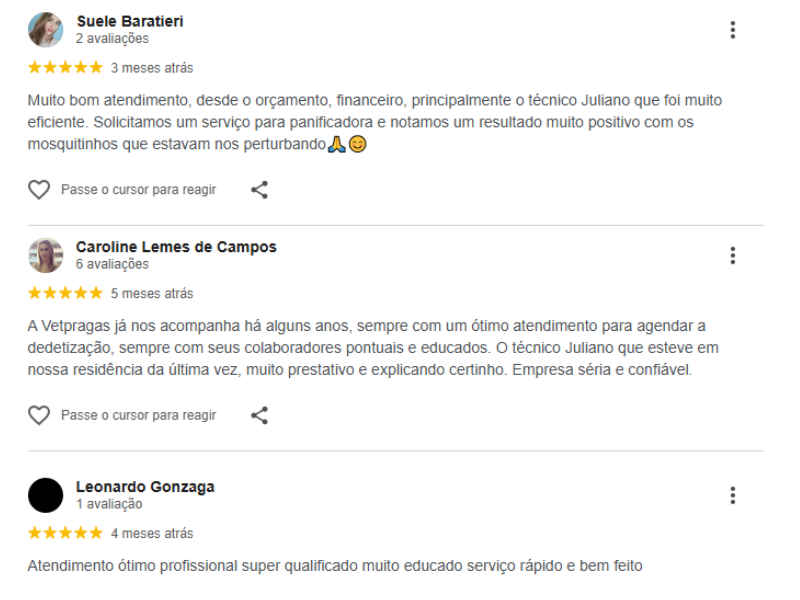 Suele Baratieri
2 avaliações
3 meses atrás
Muito bom atendimento, desde o orçamento, financeiro, principalmente o técnico Juliano que foi muito
eficiente. Solicitamos um serviço para panificadora e notamos um resultado muito positivo com os
mosquitinhos que estavam nos perturbando🙏😊
Passe o cursor para reagir
Caroline Lemes de Campos
6 avaliações
5 meses atrás
A Vetpragas já nos acompanha há alguns anos, sempre com um ótimo atendimento para agendar a
dedetização, sempre com seus colaboradores pontuais e educados. O técnico Juliano que esteve em
nossa residência da última vez, muito prestativo e explicando certinho. Empresa séria e confiável.
Passe o cursor para reagir
Leonardo Gonzaga
1 avaliação
4 meses atrás
Atendimento ótimo profissional super qualificado muito educado serviço rápido e bem feito